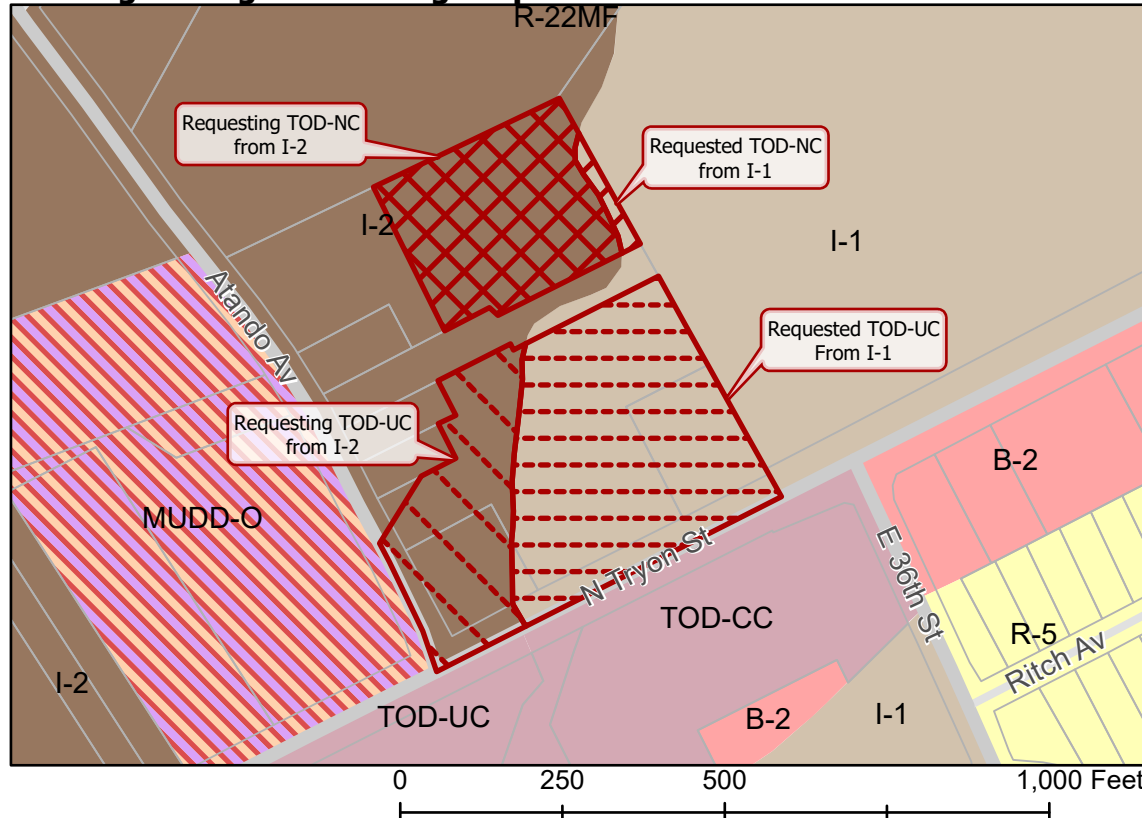 R-22MF
Requesting TOD-NC
from I-2
Requested TOD-NC
from I-1
I-2
I-1
Atando Av
Requested TOD-UC
From I-1
Requesting TOD-UC
from I-2
B-2
MUDD-O
N Tryon St
E 36th St
TOD-CC
R-5
Ritch Av
I-2
TOD-UC
B-2
I-1
0 250 500 1,000 Feet